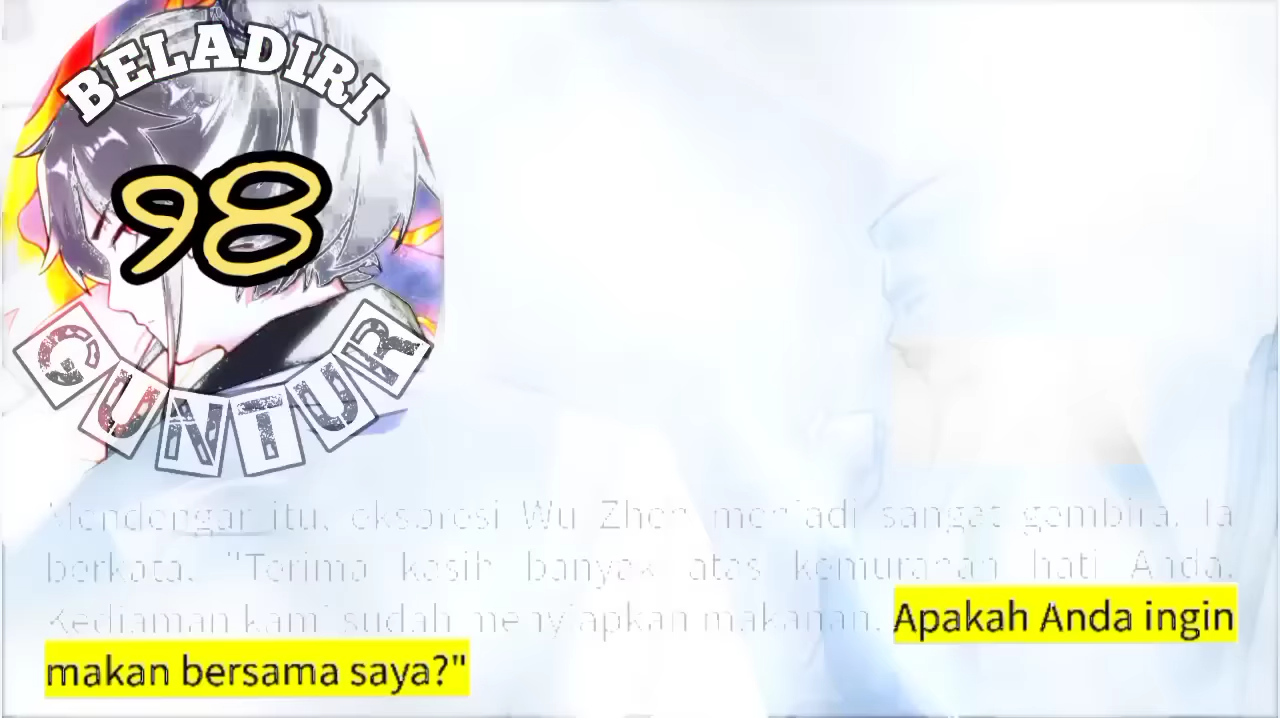 BELADIRI
98
GUNTUR
Mendengar itu, ekspresi Wu Zhen menjadi sangat gembira. Ia
berkata, "Terima kasih banyak atas kemurahan hati Anda.
Kediaman kami sudah menyiapkan makanan. Apakah Anda ingin
makan bersama saya?"